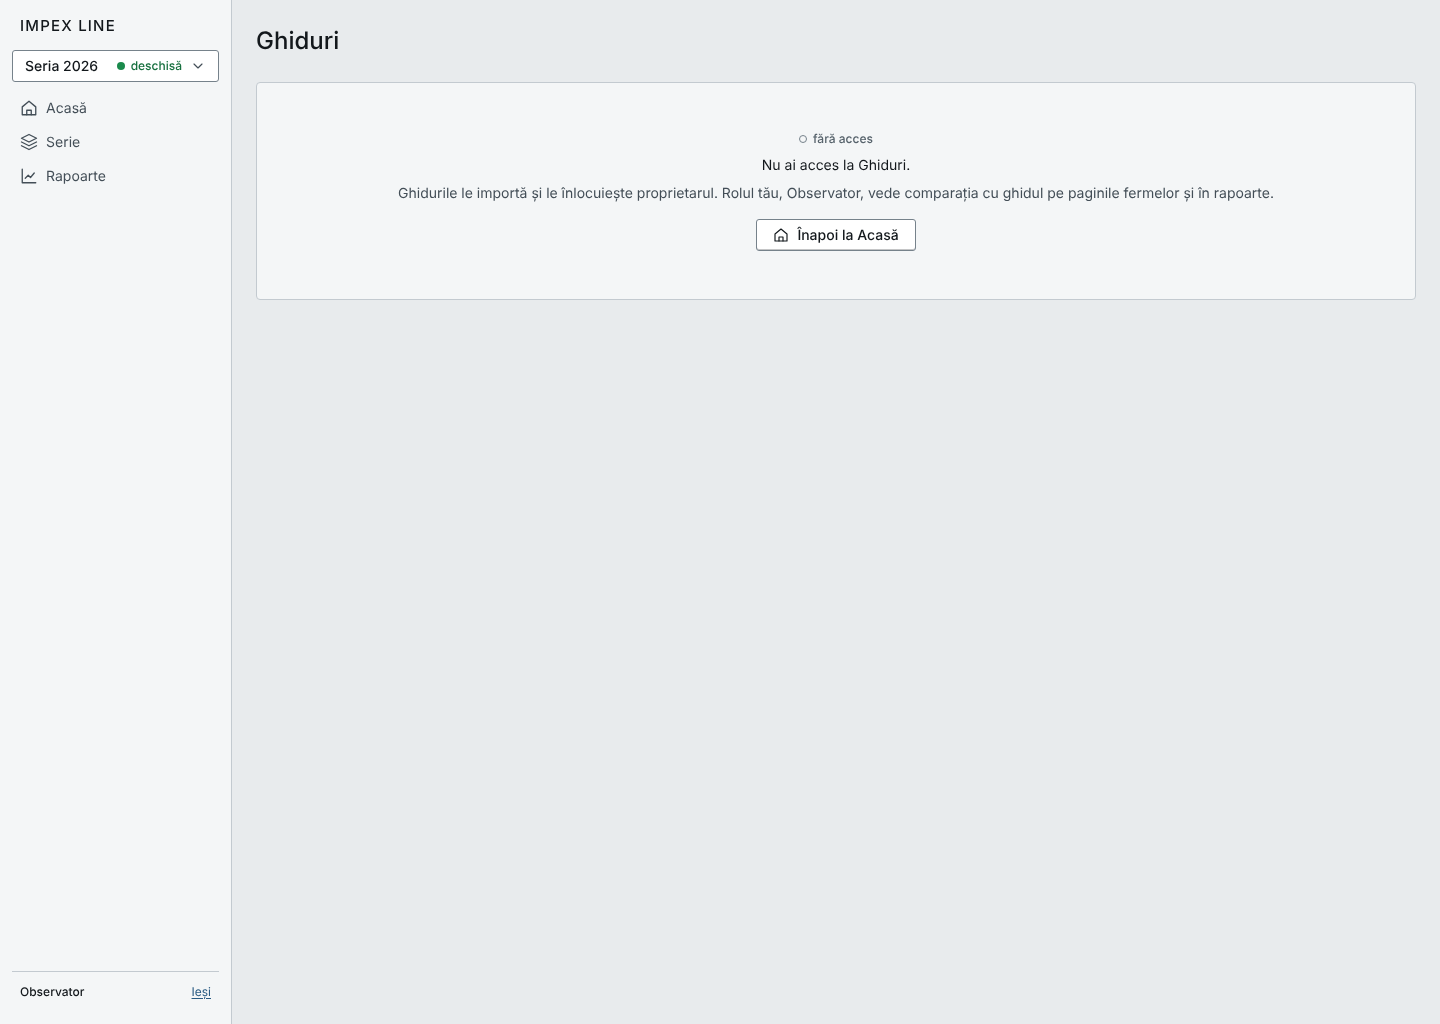 IMPEX LINE
Seria 2026 deschisă
Acasă
Serie
Rapoarte
Observator Ieși
Ghiduri
fără acces
Nu ai acces la Ghiduri.
Ghidurile le importă și le înlocuiește proprietarul. Rolul tău, Observator, vede comparația cu ghidul pe paginile fermelor și în rapoarte.
Înapoi la Acasă